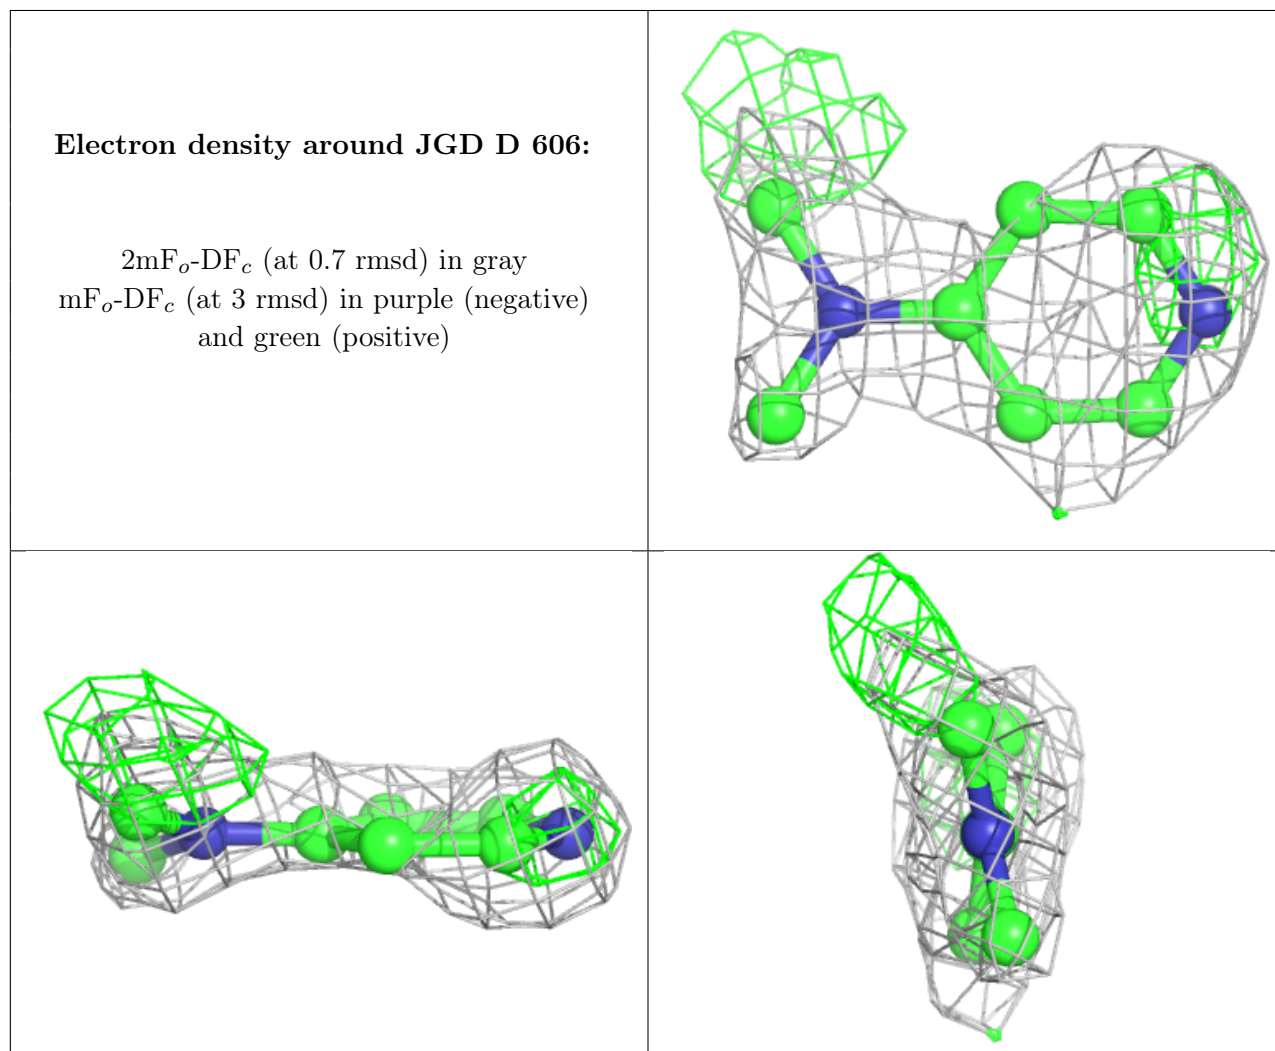 Electron density around JGD D 606:
2mFo-DFc (at 0.7 rmsd) in gray
mFo-DFc (at 3 rmsd) in purple (negative)
and green (positive)